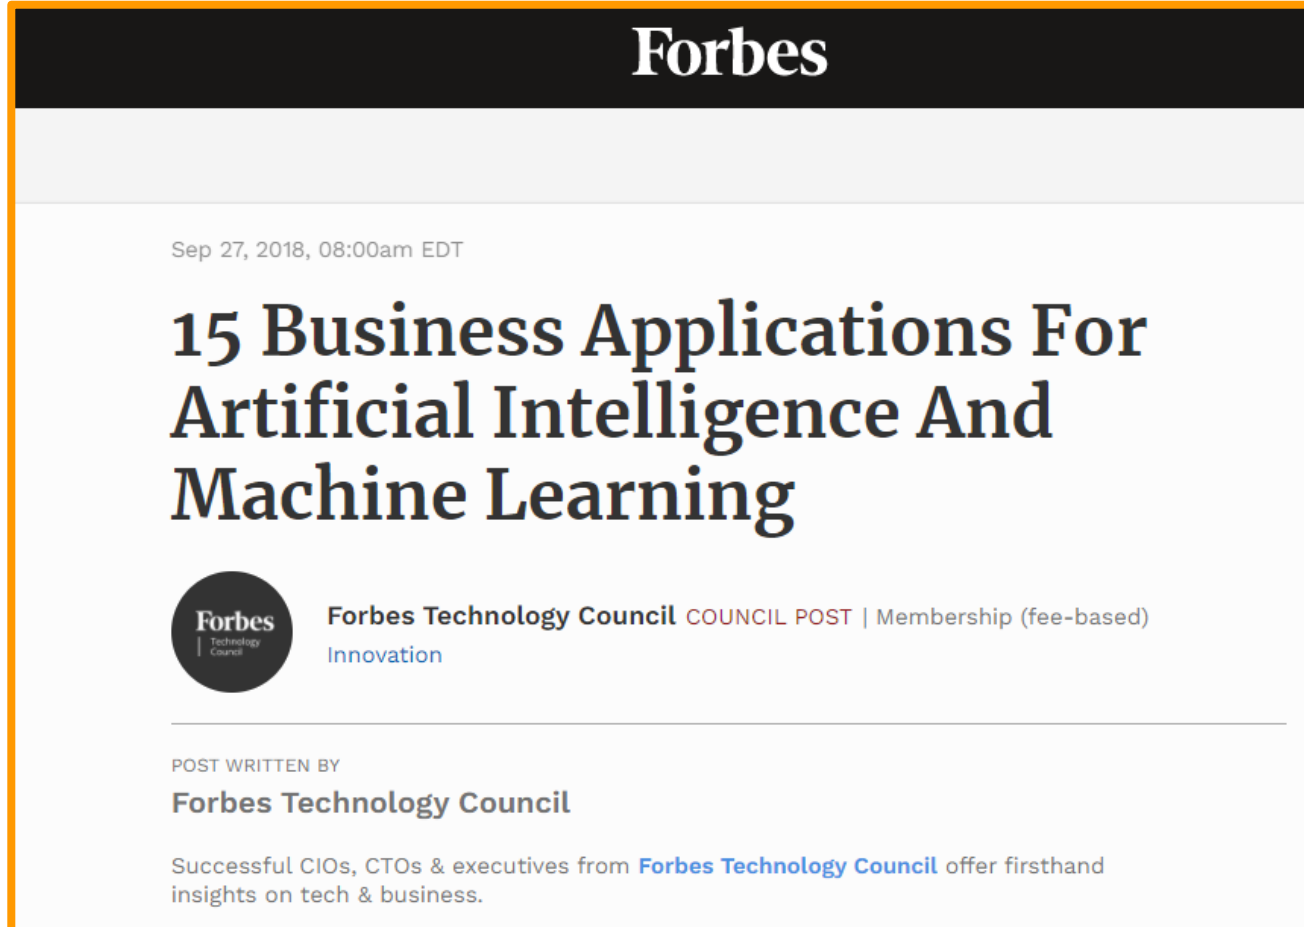 Forbes
Sep 27, 2018, 08:00am EDT
15 Business Applications For
Artificial Intelligence And
Machine Learning
Forbes
Technology
Council
Forbes Technology Council COUNCIL POST | Membership (fee-based)
Innovation
POST WRITTEN BY
Forbes Technology Council
Successful CIOs, CTOs & executives from Forbes Technology Council offer firsthand
insights on tech & business.